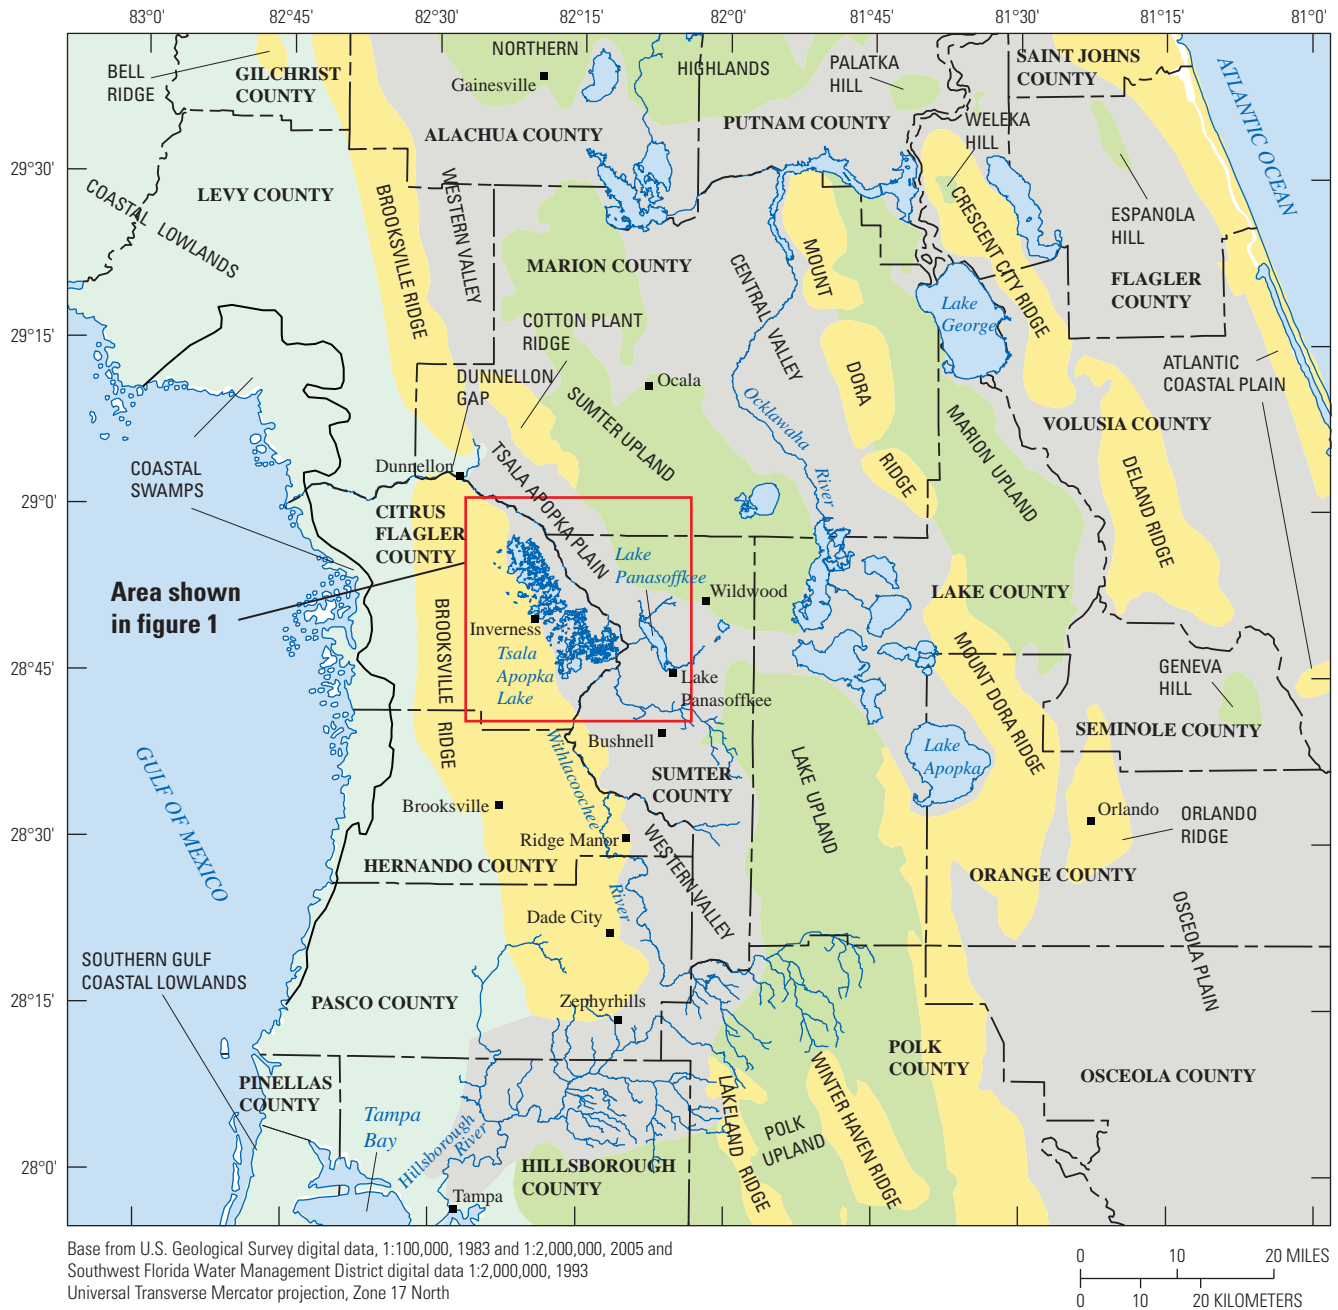 83°0'
82°45'
82°30'
82°15'
82°0'
81°45'
81°30'
81°15'
81°0'
NORTHERN
HIGHLANDS
BELL
RIDGE
GILCHRIST
COUNTY
Gainesville
PALATKA
HILL
SAINT JOHNS
COUNTY
ATLANTIC OCEAN
ALACHUA COUNTY
PUTNAM COUNTY
WELEKA
HILL
29°30'
COASTAL LOWLANDS
LEVY COUNTY
BROOKSVILLE RIDGE
WESTERN VALLEY
CRESCENT CITY RIDGE
ESPANOLA
HILL
MARION COUNTY
CENTRAL VALLEY
MOUNT
FLAGLER
COUNTY
Lake
George
29°15'
COTTON PLANT
RIDGE
DUNNELLON
GAP
Ocala
DORA
ATLANTIC
COASTAL PLAIN
SUMTER UPLAND
Ocklawaha
River
MARION UPLAND
VOLUSIA COUNTY
COASTAL
SWAMPS
Dunnellon
TSALA APOPKA PLAIN
RIDGE
DELAND RIDGE
29°0'
CITRUS
FLAGLER
COUNTY
Lake
Panasoffkee
Area shown
in figure 1
Wildwood
LAKE COUNTY
BROOKSVILLE RIDGE
Inverness
Tsala
Apopka
Lake
28°45'
Lake
Panasoffkee
MOUNT DORA RIDGE
GENEVA
HILL
SEMINOLE COUNTY
GULF OF MEXICO
Withlacoochee
River
Bushnell
SUMTER
COUNTY
LAKE UPLAND
Lake
Apopka
Brooksville
Orlando
ORLANDO
RIDGE
28°30'
Ridge Manor
WESTERN VALLEY
HERNANDO COUNTY
ORANGE COUNTY
OSCEOLA PLAIN
Dade City
SOUTHERN GULF
COASTAL LOWLANDS
28°15'
PASCO COUNTY
Zephyrhills
POLK
COUNTY
OSCEOLA COUNTY
PINELLAS
COUNTY
Tampa
Bay
Hillsborough
River
LAKELAND RIDGE
POLK
UPLAND
WINTER HAVEN RIDGE
28°0'
HILLSBOROUGH
COUNTY
Tampa
Base from U.S. Geological Survey digital data, 1:100,000, 1983 and 1:2,000,000, 2005 and
Southwest Florida Water Management District digital data 1:2,000,000, 1993
Universal Transverse Mercator projection, Zone 17 North
0 10 20 MILES
0 10 20 KILOMETERS